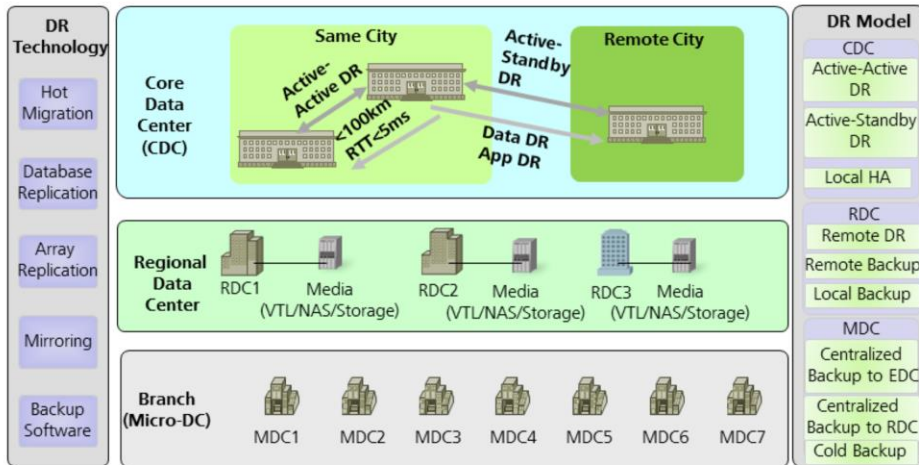 DR
Technology
Hot
Migration
Database
Replication
Array
Replication
Mirroring
Backup
Software
Core
Data
Center
(CDC)
Same City
Active-
Active DR
<100km
RTT<5ms
Active-
Standby
DR
Data DR
App DR
Remote City
Regional
Data
Center
RDC1
Media
(VTL/NAS/Storage)
RDC2
Media
(VTL/NAS/Storage)
RDC3
Media
(VTL/NAS/Storage)
Branch
(Micro-DC)
MDC1
MDC2
MDC3
MDC4
MDC5
MDC6
MDC7
DR Model
CDC
Active-Active
DR
Active-Standby
DR
Local HA
RDC
Remote DR
Remote Backup
Local Backup
MDC
Centralized
Backup to EDC
Centralized
Backup to RDC
Cold Backup